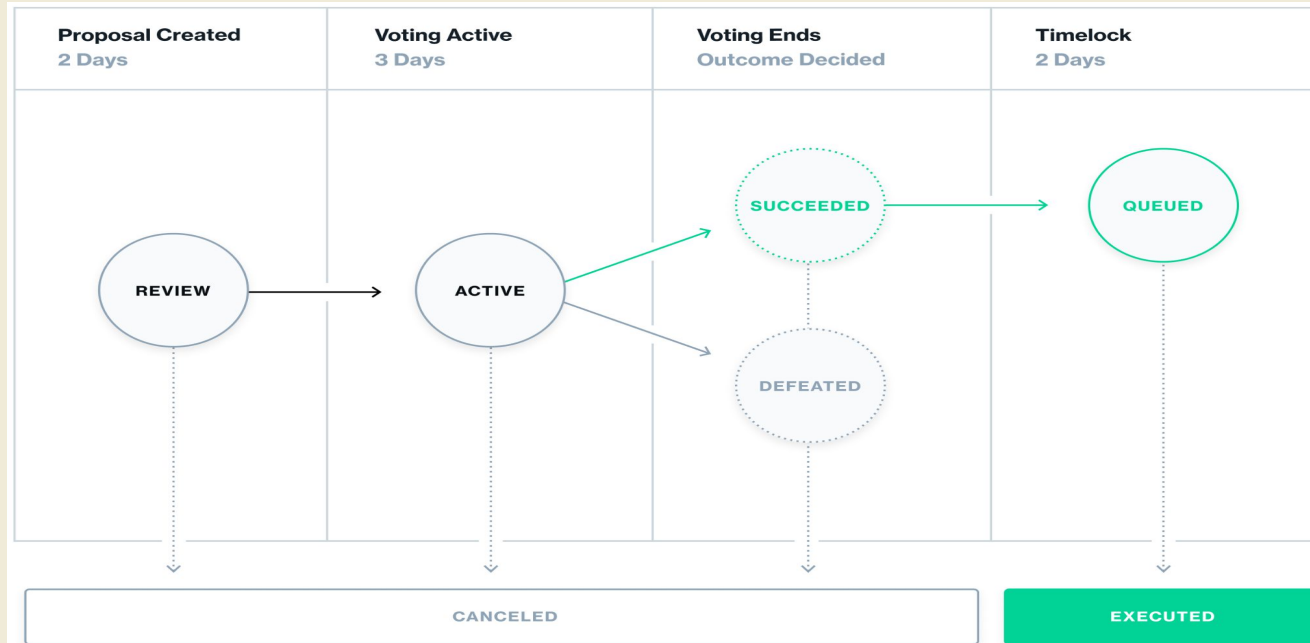 Proposal Created
2 Days
Voting Active
3 Days
Voting Ends
Outcome Decided
Timelock
2 Days
REVIEW
ACTIVE
SUCCEEDED
DEFEATED
QUEUED
CANCELED
EXECUTED